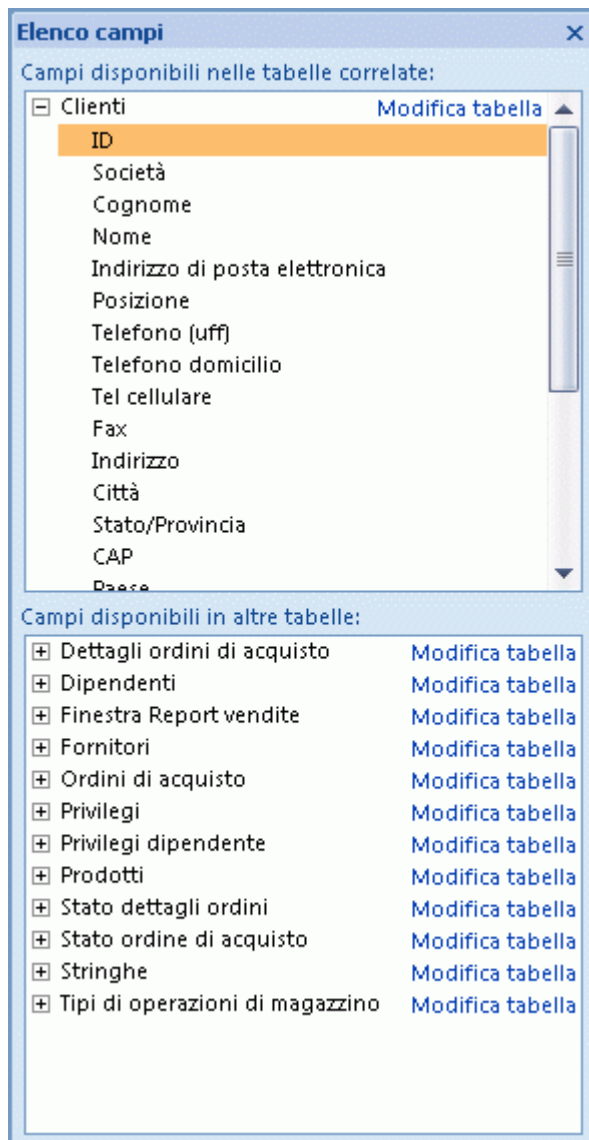 Elenco campi
Campi disponibili nelle tabelle correlate:
Clienti Modifica tabella
ID
Società
Cognome
Nome
Indirizzo di posta elettronica
Posizione
Telefono (uff)
Telefono domicilio
Tel cellulare
Fax
Indirizzo
Città
Stato/Provincia
CAP
Paese
Campi disponibili in altre tabelle:
Dettagli ordini di acquisto Modifica tabella
Dipendenti Modifica tabella
Finestra Report vendite Modifica tabella
Fornitori Modifica tabella
Ordini di acquisto Modifica tabella
Privilegi Modifica tabella
Privilegi dipendente Modifica tabella
Prodotti Modifica tabella
Stato dettagli ordini Modifica tabella
Stato ordine di acquisto Modifica tabella
Stringhe Modifica tabella
Tipi di operazioni di magazzino Modifica tabella